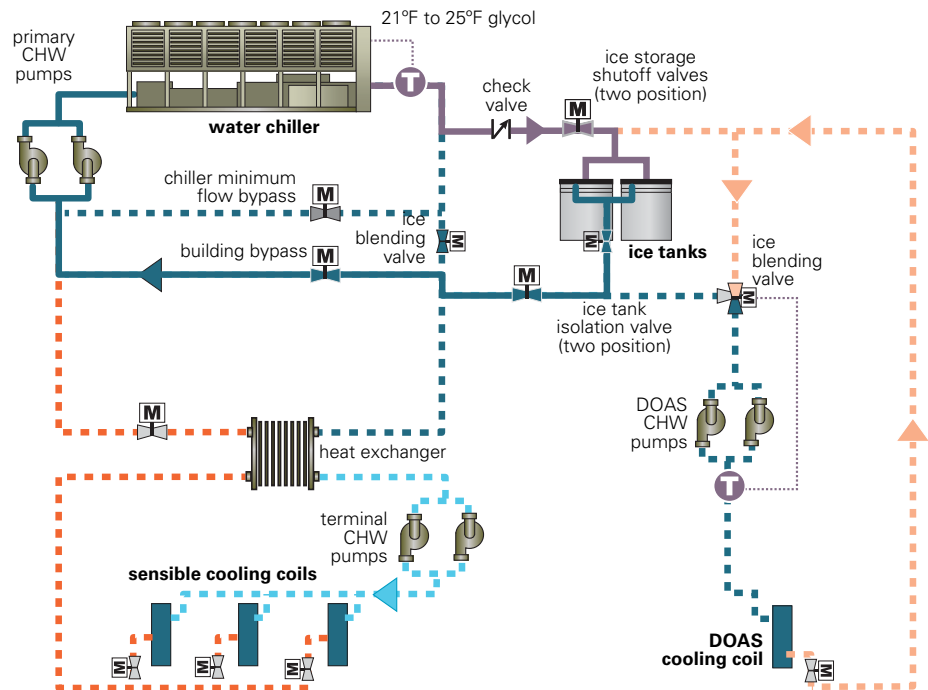 21ºF to 25ºF glycol
primary
CHW
pumps
T
ice storage
shutoff valves
(two position)
check
valve
M
water chiller
chiller minimum
flow bypass
M
ice
blending
valve
M
M
ice tanks
ice
blending
valve
M
building bypass
M
M
ice tank
isolation valve
(two position)
DOAS
CHW
pumps
M
heat exchanger
T
terminal
CHW
pumps
sensible cooling coils
M
M
M
DOAS
cooling coil
M